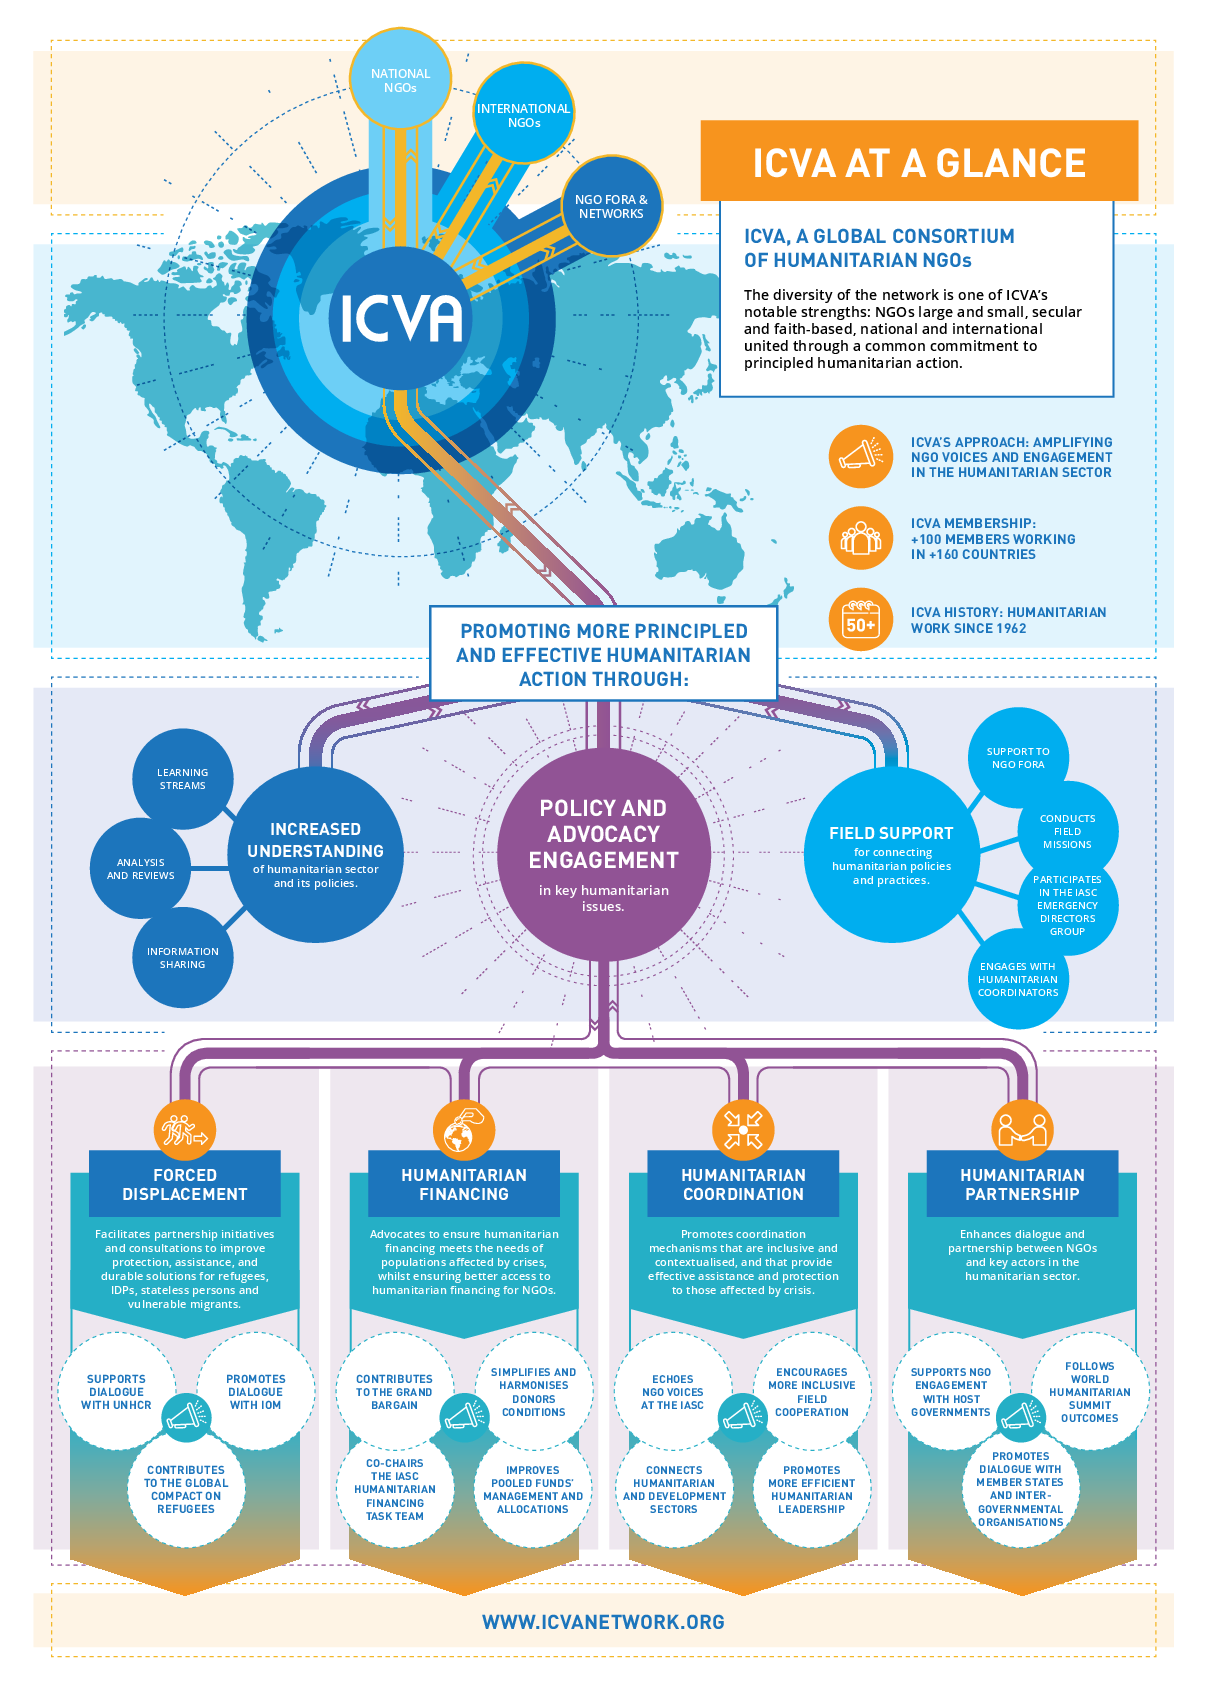 NATIONAL
NGOs
INTERNATIONAL
NGOs
NGO FORA &
NETWORKS
ICVA
ICVA AT A GLANCE
ICVA, A GLOBAL CONSORTIUM
OF HUMANITARIAN NGOs
The diversity of the network is one of ICVA's
notable strengths: NGOs large and small, secular
and faith-based, national and international
united through a common commitment to
principled humanitarian action.
ICVA'S APPROACH: AMPLIFYING
NGO VOICES AND ENGAGEMENT
IN THE HUMANITARIAN SECTOR
ICVA MEMBERSHIP:
+100 MEMBERS WORKING
IN +160 COUNTRIES
50+
ICVA HISTORY: HUMANITARIAN
WORK SINCE 1962
PROMOTING MORE PRINCIPLED
AND EFFECTIVE HUMANITARIAN
ACTION THROUGH:
LEARNING
STREAMS
ANALYSIS
AND REVIEWS
INFORMATION
SHARING
INCREASED
UNDERSTANDING
of humanitarian sector
and its policies.
POLICY AND
ADVOCACY
ENGAGEMENT
in key humanitarian
issues.
FIELD SUPPORT
for connecting
humanitarian policies
and practices.
SUPPORT TO
NGO FORA
CONDUCTS
FIELD
MISSIONS
PARTICIPATES
IN THE IASC
EMERGENCY
DIRECTORS
GROUP
ENGAGES WITH
HUMANITARIAN
COORDINATORS
FORCED
DISPLACEMENT
Facilitates partnership initiatives
and consultations to improve
protection, assistance, and
durable solutions for refugees,
IDPs, stateless persons and
vulnerable migrants.
SUPPORTS
DIALOGUE
WITH UNHCR
PROMOTES
DIALOGUE
WITH IOM
CONTRIBUTES
TO THE GLOBAL
COMPACT ON
REFUGEES
HUMANITARIAN
FINANCING
Advocates to ensure humanitarian
financing meets the needs of
populations affected by crises,
whilst ensuring better access to
humanitarian financing for NGOs.
CONTRIBUTES
TO THE GRAND
BARGAIN
SIMPLIFIES AND
HARMONISES
DONORS
CONDITIONS
CO-CHAIRS
THE IASC
HUMANITARIAN
FINANCING
TASK TEAM
IMPROVES
POOLED FUNDS'
MANAGEMENT AND
ALLOCATIONS
HUMANITARIAN
COORDINATION
Promotes coordination
mechanisms that are inclusive and
contextualised, and that provide
effective assistance and protection
to those affected by crisis.
ECHOES
NGO VOICES
AT THE IASC
ENCOURAGES
MORE INCLUSIVE
FIELD
COOPERATION
CONNECTS
HUMANITARIAN
AND DEVELOPMENT
SECTORS
PROMOTES
MORE EFFICIENT
HUMANITARIAN
LEADERSHIP
HUMANITARIAN
PARTNERSHIP
Enhances dialogue and
partnership between NGOs
and key actors in the
humanitarian sector.
SUPPORTS NGO
ENGAGEMENT
WITH HOST
GOVERNMENTS
FOLLOWS
WORLD
HUMANITARIAN
SUMMIT
OUTCOMES
PROMOTES
DIALOGUE WITH
MEMBER STATES
AND INTER-
GOVERNMENTAL
ORGANISATIONS
WWW.ICVANETWORK.ORG